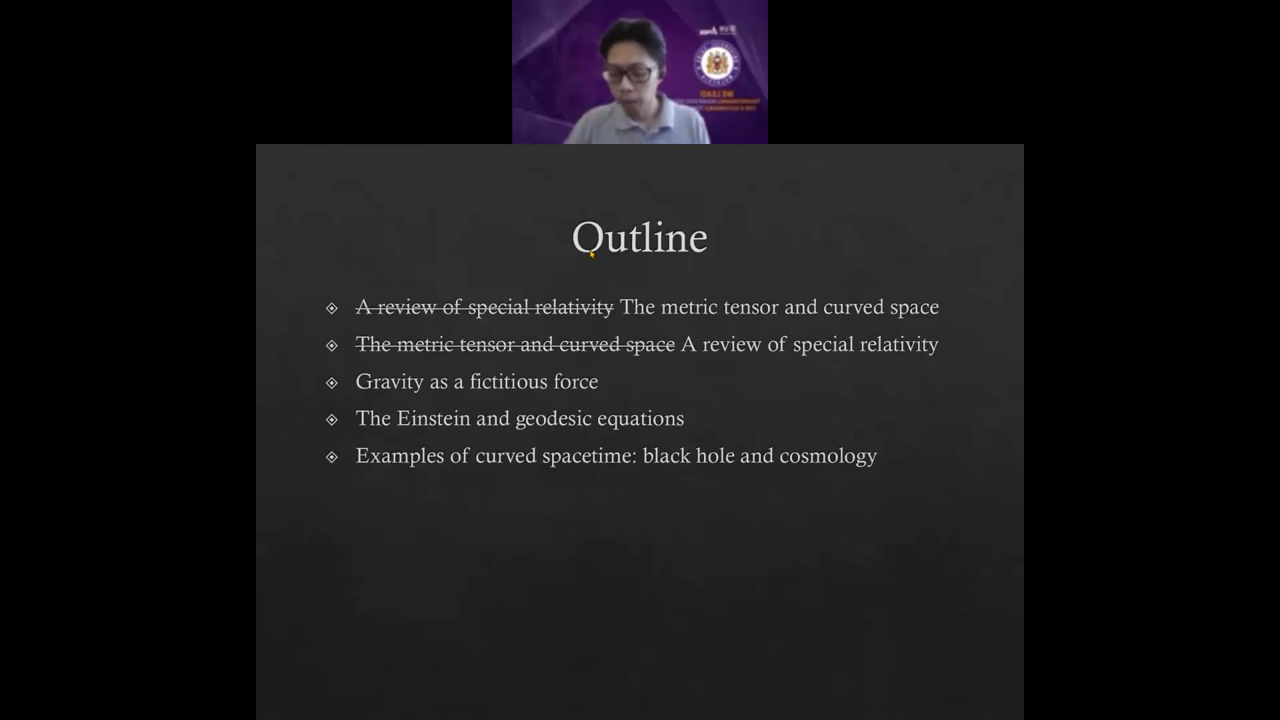 Outline
A review of special relativity The metric tensor and curved space
The metric tensor and curved space A review of special relativity
Gravity as a fictitious force
The Einstein and geodesic equations
Examples of curved spacetime: black hole and cosmology